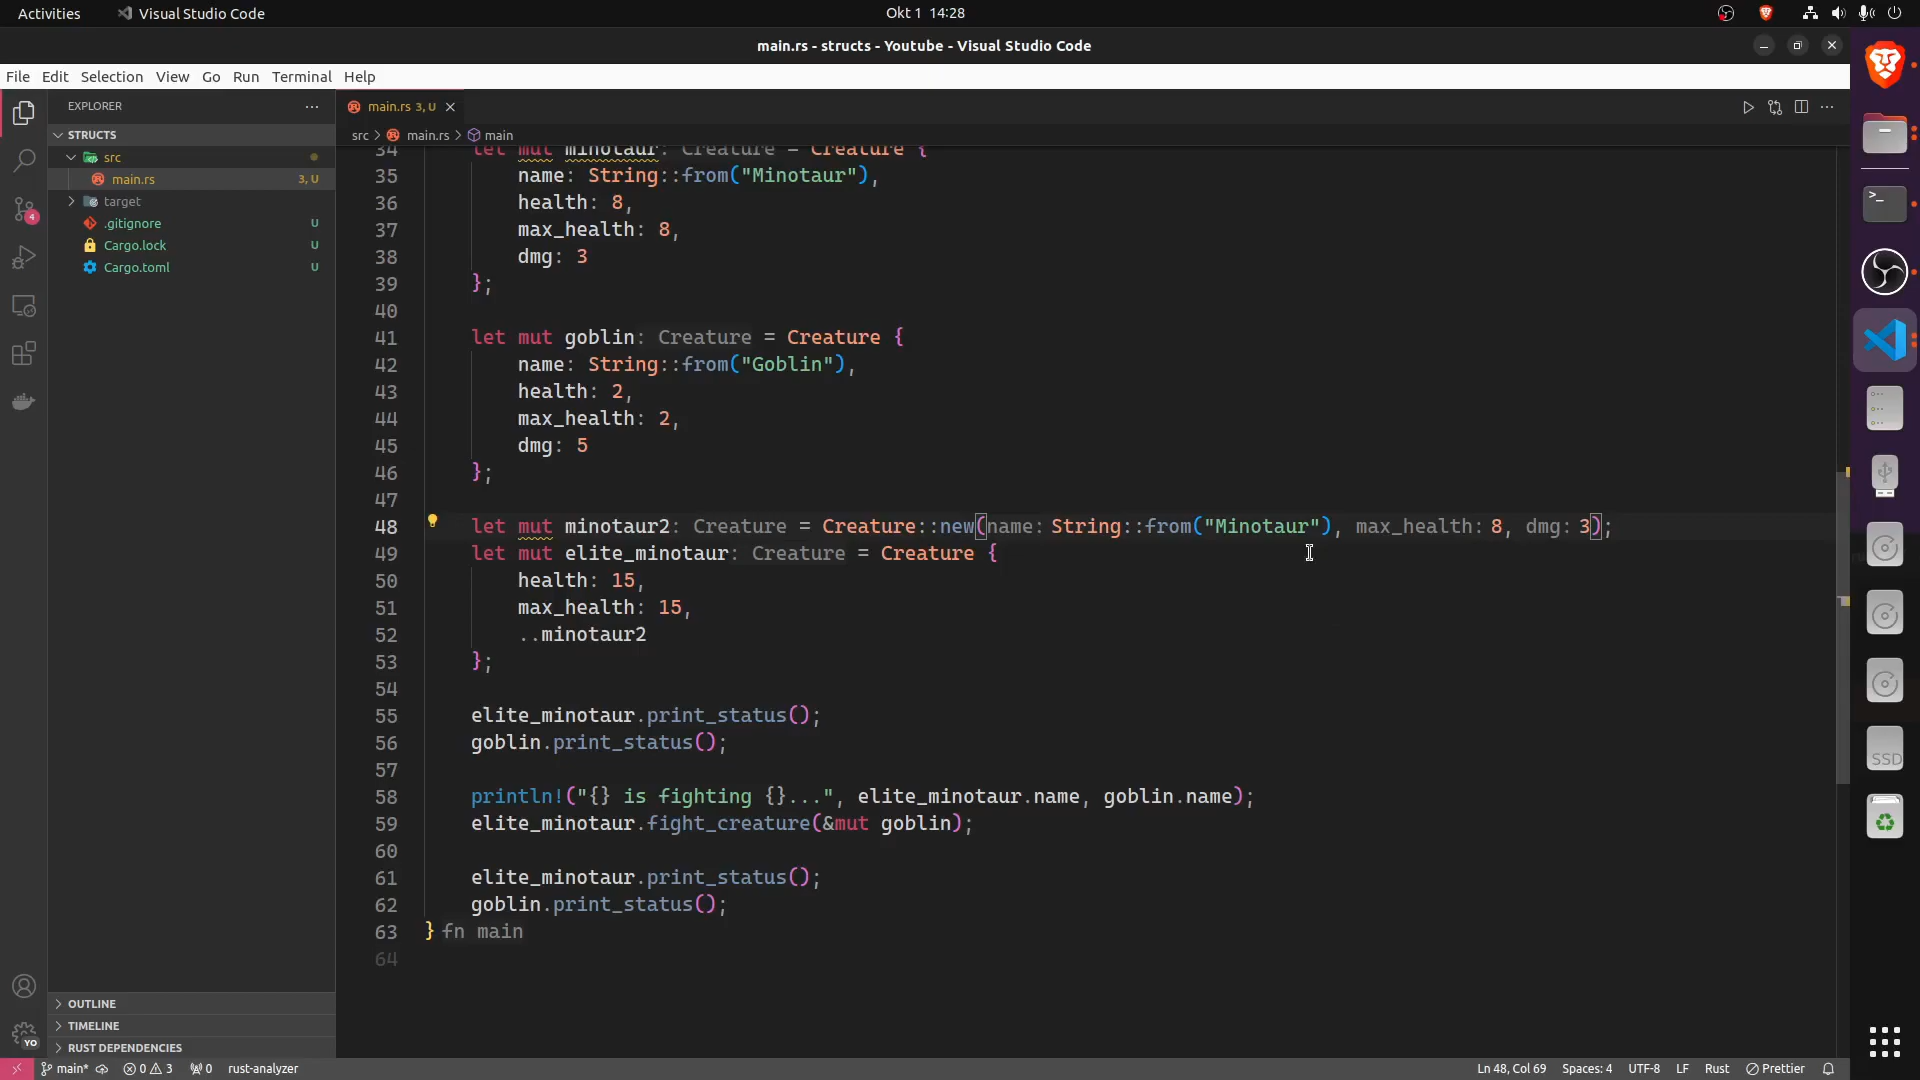 Activities
Visual Studio Code
Okt 1 14:28
main.rs - structs - Youtube - Visual Studio Code
File Edit Selection View Go Run Terminal Help
EXPLORER
main.rs 3, U
STRUCTS
src > main.rs > main
src
main.rs 3, U
target
.gitignore U
Cargo.lock U
Cargo.toml U
4
34 let mut minotaur: Creature = Creature {
35 name: String::from("Minotaur"),
36 health: 8,
37 max_health: 8,
38 dmg: 3
39 };
40
41 let mut goblin: Creature = Creature {
42 name: String::from("Goblin"),
43 health: 2,
44 max_health: 2,
45 dmg: 5
46 };
47
48 let mut minotaur2: Creature = Creature::new(name: String::from("Minotaur"), max_health: 8, dmg: 3);
49 let mut elite_minotaur: Creature = Creature {
50 health: 15,
51 max_health: 15,
52 ..minotaur2
53 };
54
55 elite_minotaur.print_status();
56 goblin.print_status();
57
58 println!("{} is fighting {}...", elite_minotaur.name, goblin.name);
59 elite_minotaur.fight_creature(&mut goblin);
60
61 elite_minotaur.print_status();
62 goblin.print_status();
63 } fn main
64
OUTLINE
TIMELINE
RUST DEPENDENCIES
YO
SSD
main* 0 3 0 rust-analyzer
Ln 48, Col 69 Spaces: 4 UTF-8 LF Rust Prettier